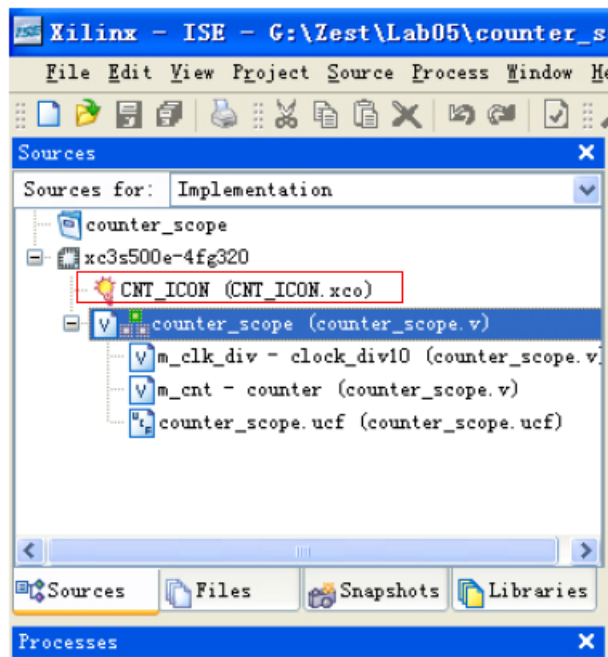 Xilinx - ISE - G:\Zest\Lab05\counter_s
File Edit View Project Source Process Window He
Sources
Sources for: Implementation
counter_scope
xc3s500e-4fg320
CNT_ICON (CNT_ICON.xco)
counter_scope (counter_scope.v)
m_clk_div - clock_div10 (counter_scope.v)
m_cnt - counter (counter_scope.v)
counter_scope.ucf (counter_scope.ucf)
Sources Files Snapshots Libraries
Processes